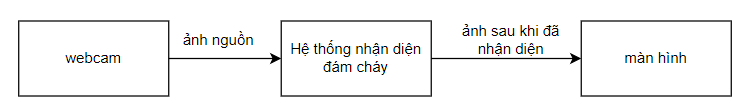 webcam
ảnh nguồn
Hệ thống nhận diện
đám cháy
ảnh sau khi đã
nhận diện
màn hình